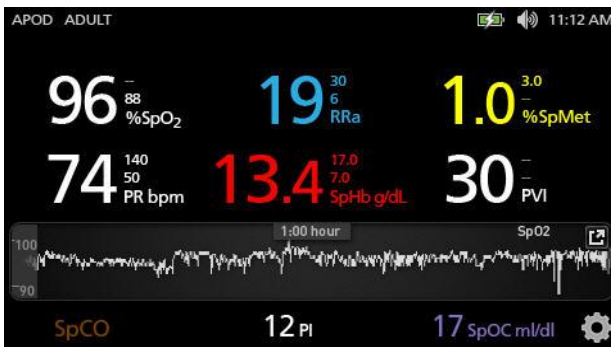 APOD ADULT 11:12 AM
96 -- 88 %SpO2 19 30 6 RRa 1.0 3.0 -- %SpMet
74 140 50 PR bpm 13.4 17.0 7.0 SpHb g/dL 30 -- -- PVI
1:00 hour SpO2
100
90
SpCO 12 PI 17 SpOC ml/dl